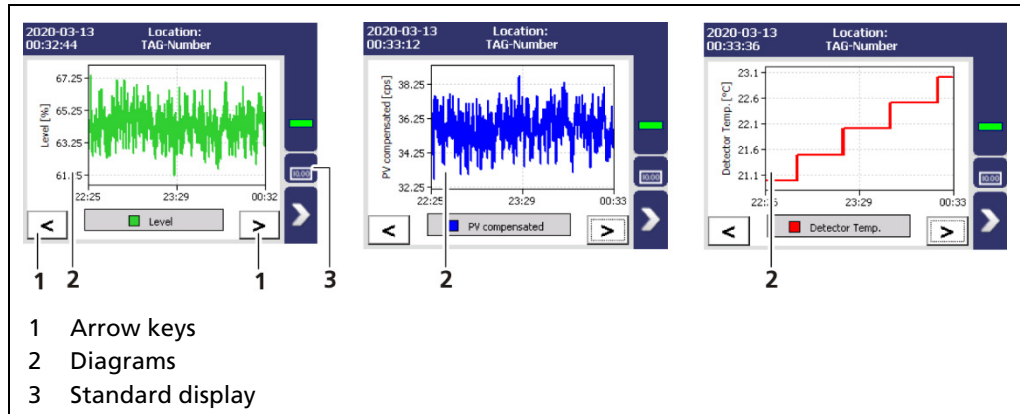 2020-03-13 Location:
00:32:44 TAG-Number
Level [%]
67.25
65.25
63.25
61.15
22:25 23:29 00:32
< Level >
10.00
1 2 1 3
2020-03-13 Location:
00:33:12 TAG-Number
PV compensated [cps]
38.25
36.25
34.25
32.25
22:25 23:29 00:33
< PV compensated >
10.00
2
2020-03-13 Location:
00:33:36 TAG-Number
Detector Temp. [°C]
23.1
22.6
22.1
21.6
21.1
23:29 00:33
< Detector Temp. >
10.00
2
1 Arrow keys
2 Diagrams
3 Standard display